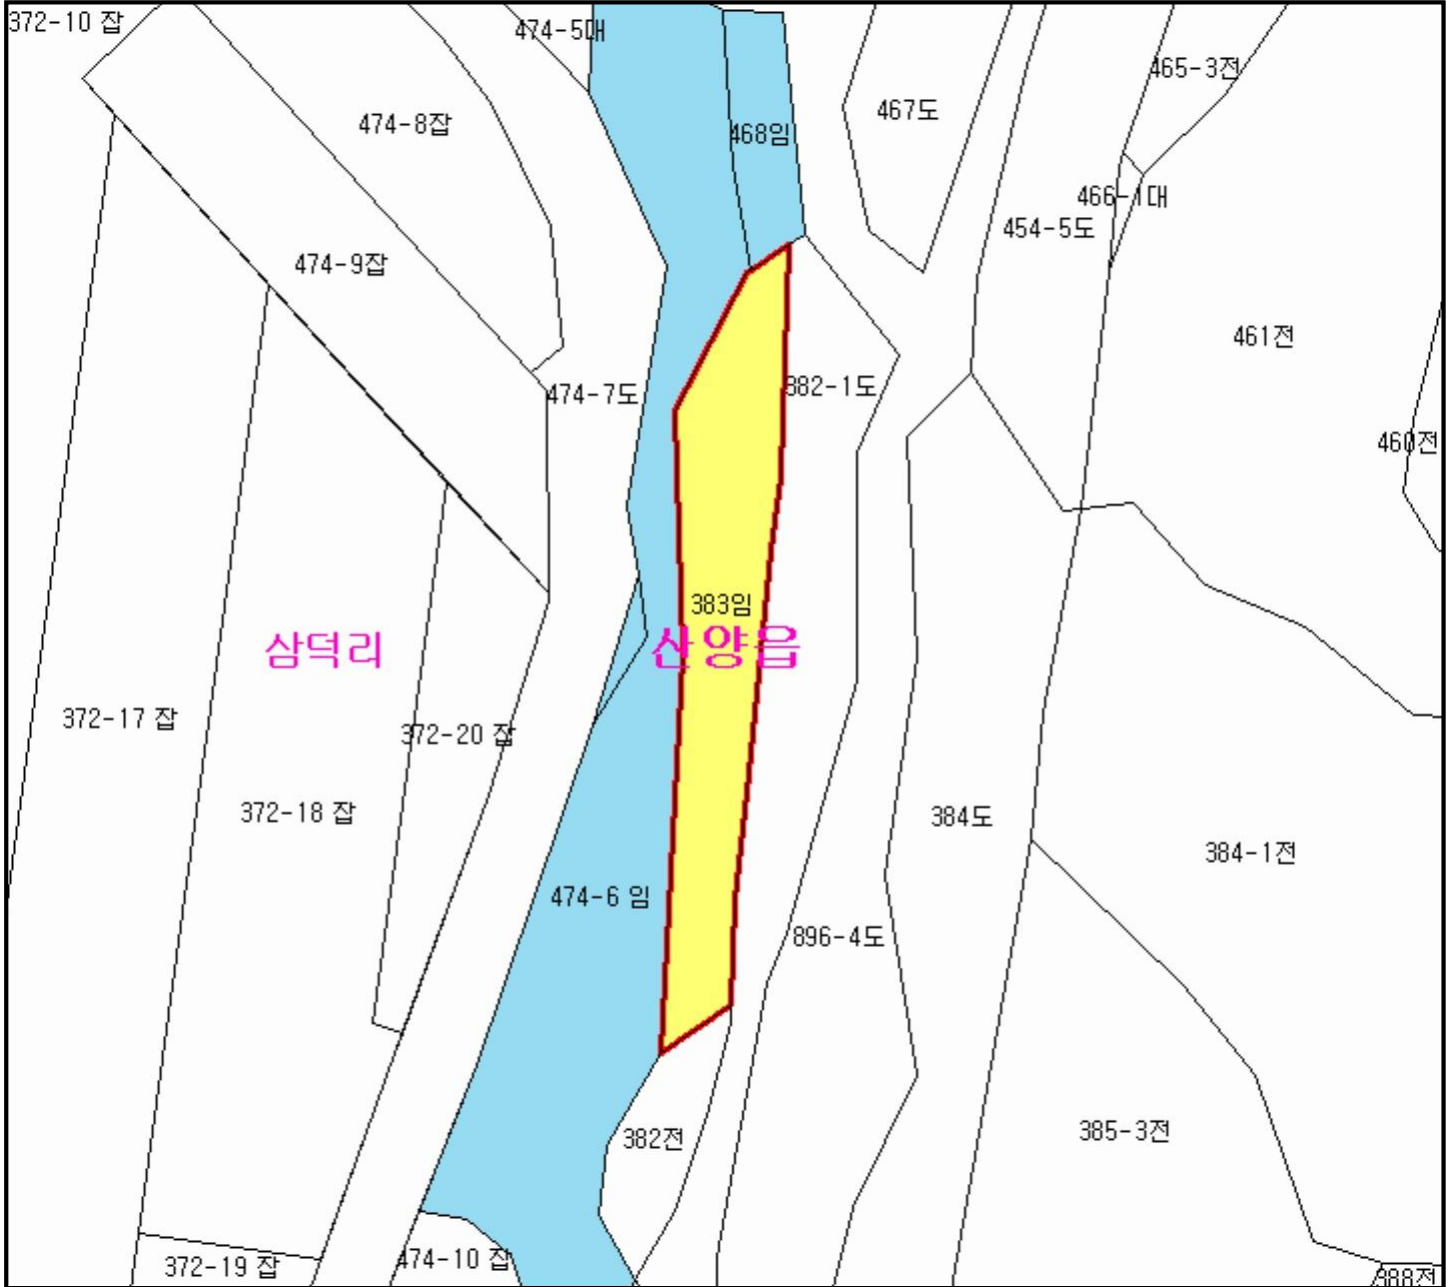 372-10 잡
474-5대
465-3전
467도
474-8잡
468임
466-1대
454-5도
474-9잡
461전
474-7도
382-1도
460전
383임
삼덕리
산양읍
372-17 잡
372-20 잡
372-18 잡
384도
384-1전
474-6 임
896-4도
385-3전
382전
474-10 잡
372-19 잡
388전